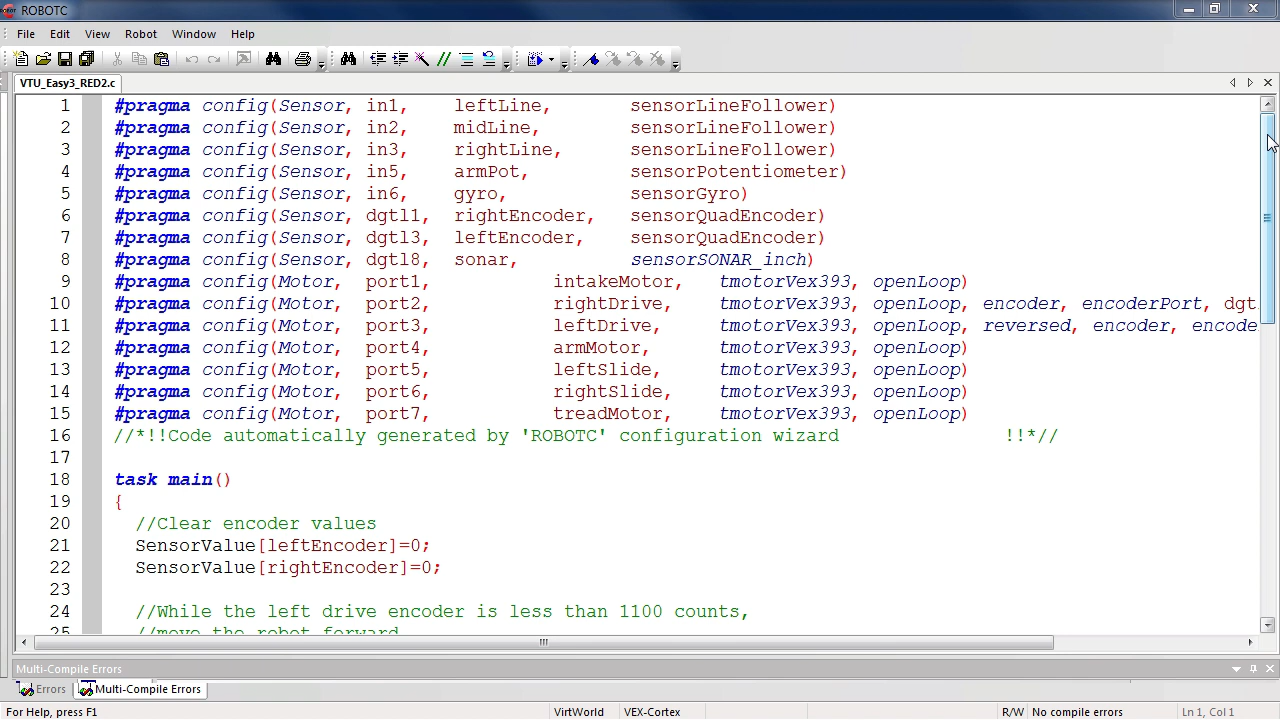 ROBOTC
File Edit View Robot Window Help
VTU_Easy3_RED2.c
1 #pragma config(Sensor, in1, leftLine, sensorLineFollower)
2 #pragma config(Sensor, in2, midLine, sensorLineFollower)
3 #pragma config(Sensor, in3, rightLine, sensorLineFollower)
4 #pragma config(Sensor, in5, armPot, sensorPotentiometer)
5 #pragma config(Sensor, in6, gyro, sensorGyro)
6 #pragma config(Sensor, dgtl1, rightEncoder, sensorQuadEncoder)
7 #pragma config(Sensor, dgtl3, leftEncoder, sensorQuadEncoder)
8 #pragma config(Sensor, dgtl8, sonar, sensorSONAR_inch)
9 #pragma config(Motor, port1, intakeMotor, tmotorVex393, openLoop)
10 #pragma config(Motor, port2, rightDrive, tmotorVex393, openLoop, encoder, encoderPort, dgt
11 #pragma config(Motor, port3, leftDrive, tmotorVex393, openLoop, reversed, encoder, encode
12 #pragma config(Motor, port4, armMotor, tmotorVex393, openLoop)
13 #pragma config(Motor, port5, leftSlide, tmotorVex393, openLoop)
14 #pragma config(Motor, port6, rightSlide, tmotorVex393, openLoop)
15 #pragma config(Motor, port7, treadMotor, tmotorVex393, openLoop)
16 //*!!Code automatically generated by 'ROBOTC' configuration wizard !!*//
17
18 task main()
19 {
20 //Clear encoder values
21 SensorValue[leftEncoder]=0;
22 SensorValue[rightEncoder]=0;
23
24 //While the left drive encoder is less than 1100 counts,
25 //move the robot forward
Multi-Compile Errors
Errors Multi-Compile Errors
For Help, press F1 VirtWorld VEX-Cortex R/W No compile errors Ln 1, Col 1